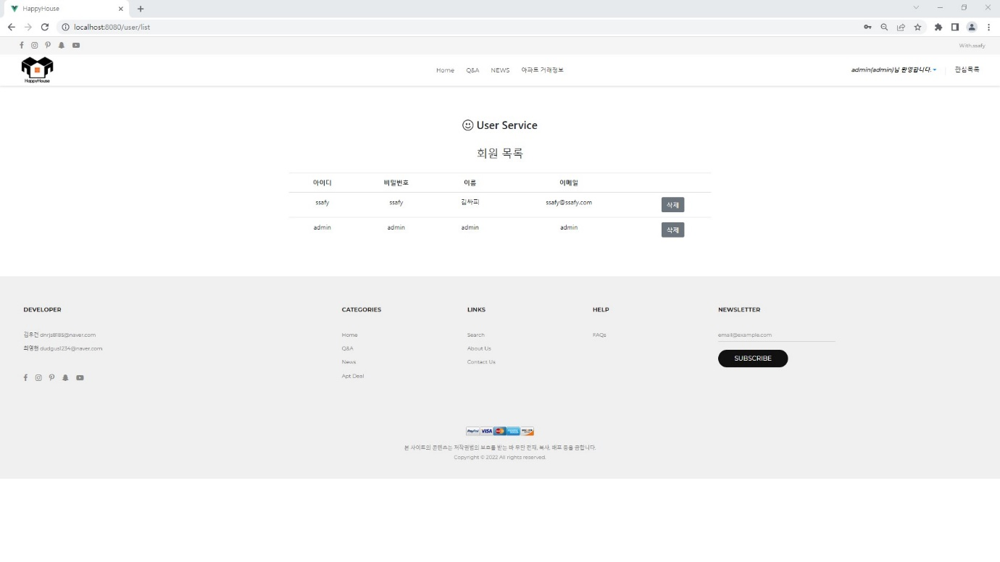 HappyHouse
localhost:8080/user/list
With.ssafy
HappyHouse
Home Q&A NEWS 아파트 거래정보
admin(admin)님 환영합니다. 관심목록
User Service
회원 목록
아이디 비밀번호 이름 이메일
ssafy ssafy 김싸피 ssafy@ssafy.com 삭제
admin admin admin admin 삭제
DEVELOPER CATEGORIES LINKS HELP NEWSLETTER
김우건 dnrjs8185@naver.com Home Search FAQs email@example.com
최영현 dudgus1234@naver.com Q&A About Us SUBSCRIBE
News Contact Us
Apt Deal
PayPal VISA
본 사이트의 콘텐츠는 저작권법의 보호를 받는 바 무단 전재, 복사, 배포 등을 금합니다.
Copyright © 2022 All rights reserved.